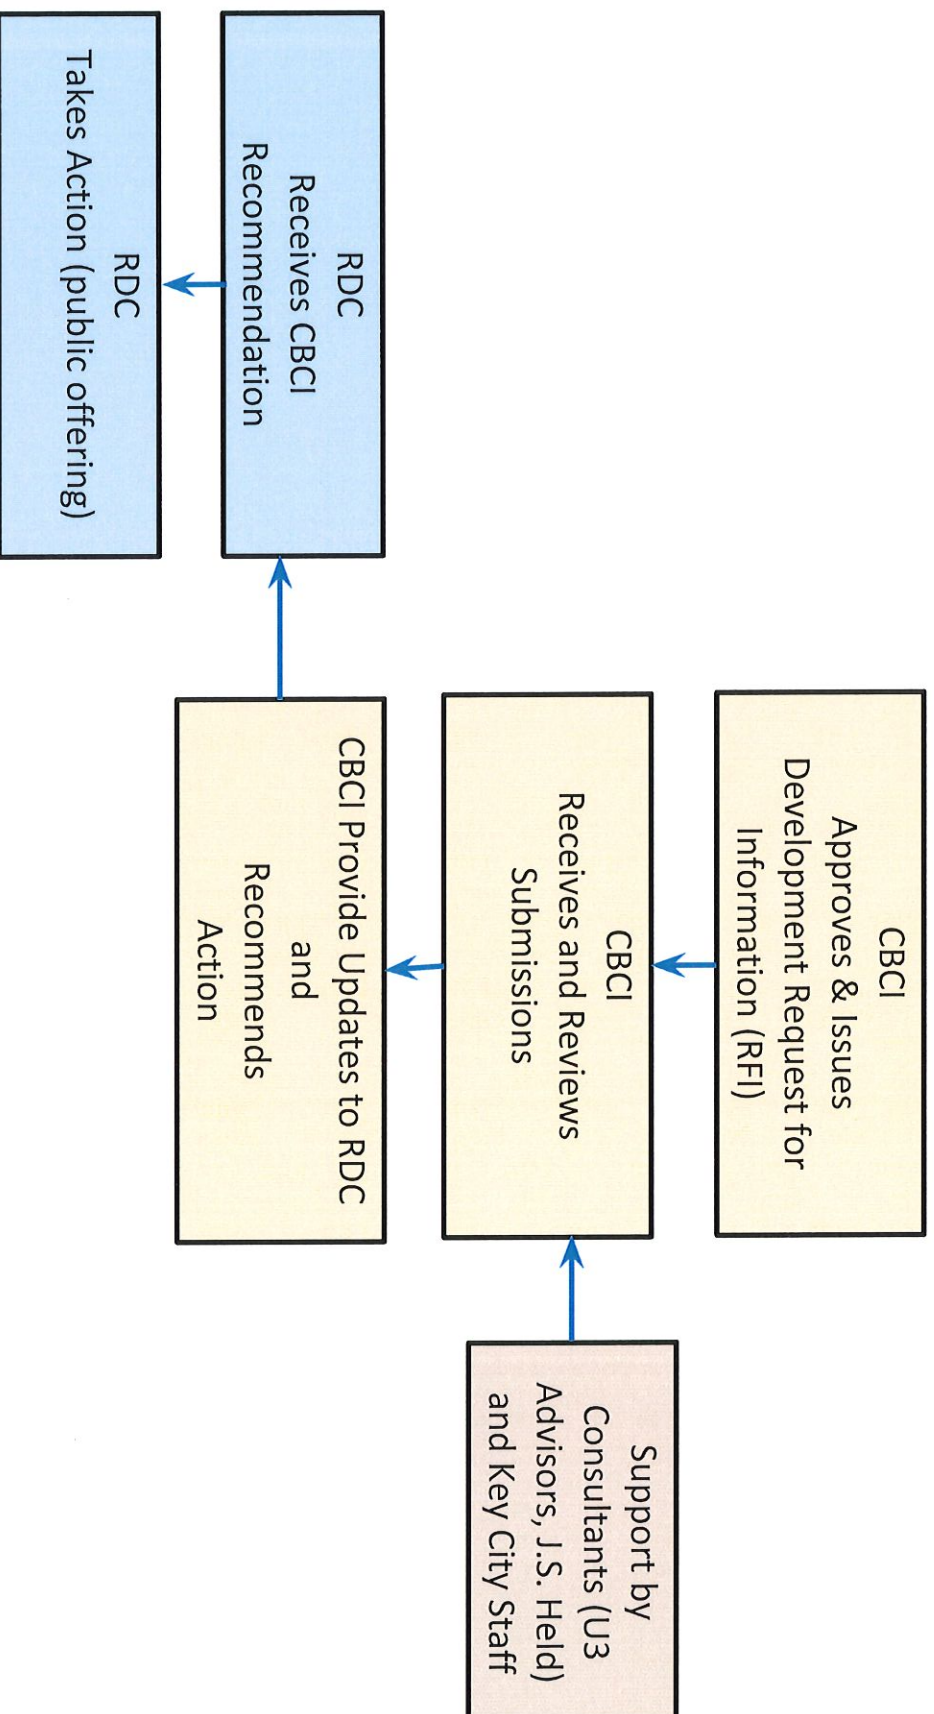 CBCI
Approves & Issues
Development Request for
Information (RFI)
CBCI
Receives and Reviews
Submissions
Support by
Consultants (U3
Advisors, J.S. Held)
and Key City Staff
CBCI Provide Updates to RDC
and
Recommends
Action
RDC
Receives CBCI
Recommendation
RDC
Takes Action (public offering)